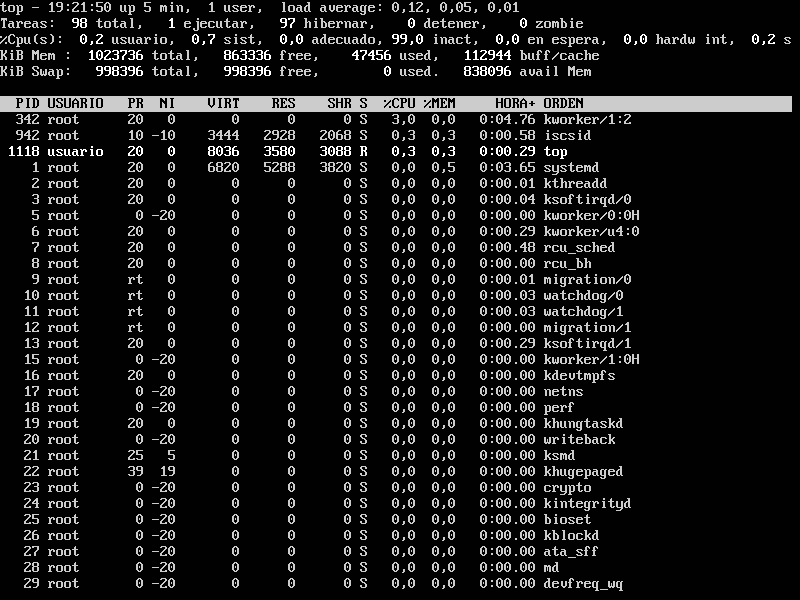 top - 19:21:50 up 5 min,  1 user,  load average: 0,12, 0,05, 0,01
Tareas:  98 total,   1 ejecutar,  97 hibernar,   0 detener,   0 zombie
%Cpu(s):  0,2 usuario,  0,7 sist,  0,0 adecuado, 99,0 inact,  0,0 en espera,  0,0 hardw int,  0,2 s
KiB Mem :  1023736 total,   863336 free,    47456 used,   112944 buff/cache
KiB Swap:   998396 total,   998396 free,        0 used.   838096 avail Mem
PID USUARIO   PR  NI    VIRT    RES    SHR S  %CPU %MEM     HORA+ ORDEN
342 root      20   0       0      0      0 S   3,0  0,0   0:04.76 kworker/1:2
942 root      10 -10    3444   2928   2068 S   0,3  0,3   0:00.58 iscsid
1118 usuario   20   0    8036   3580   3088 R   0,3  0,3   0:00.29 top
1 root      20   0    6820   5288   3820 S   0,0  0,5   0:03.65 systemd
2 root      20   0       0      0      0 S   0,0  0,0   0:00.01 kthreadd
3 root      20   0       0      0      0 S   0,0  0,0   0:00.04 ksoftirqd/0
5 root       0 -20       0      0      0 S   0,0  0,0   0:00.00 kworker/0:0H
6 root      20   0       0      0      0 S   0,0  0,0   0:00.29 kworker/u4:0
7 root      20   0       0      0      0 S   0,0  0,0   0:00.48 rcu_sched
8 root      20   0       0      0      0 S   0,0  0,0   0:00.00 rcu_bh
9 root      rt   0       0      0      0 S   0,0  0,0   0:00.01 migration/0
10 root      rt   0       0      0      0 S   0,0  0,0   0:00.03 watchdog/0
11 root      rt   0       0      0      0 S   0,0  0,0   0:00.03 watchdog/1
12 root      rt   0       0      0      0 S   0,0  0,0   0:00.00 migration/1
13 root      20   0       0      0      0 S   0,0  0,0   0:00.29 ksoftirqd/1
15 root       0 -20       0      0      0 S   0,0  0,0   0:00.00 kworker/1:0H
16 root      20   0       0      0      0 S   0,0  0,0   0:00.00 kdevtmpfs
17 root       0 -20       0      0      0 S   0,0  0,0   0:00.00 netns
18 root       0 -20       0      0      0 S   0,0  0,0   0:00.00 perf
19 root      20   0       0      0      0 S   0,0  0,0   0:00.00 khungtaskd
20 root       0 -20       0      0      0 S   0,0  0,0   0:00.00 writeback
21 root      25   5       0      0      0 S   0,0  0,0   0:00.00 ksmd
22 root      39  19       0      0      0 S   0,0  0,0   0:00.00 khugepaged
23 root       0 -20       0      0      0 S   0,0  0,0   0:00.00 crypto
24 root       0 -20       0      0      0 S   0,0  0,0   0:00.00 kintegrityd
25 root       0 -20       0      0      0 S   0,0  0,0   0:00.00 bioset
26 root       0 -20       0      0      0 S   0,0  0,0   0:00.00 kblockd
27 root       0 -20       0      0      0 S   0,0  0,0   0:00.00 ata_sff
28 root       0 -20       0      0      0 S   0,0  0,0   0:00.00 md
29 root       0 -20       0      0      0 S   0,0  0,0   0:00.00 devfreq_wq